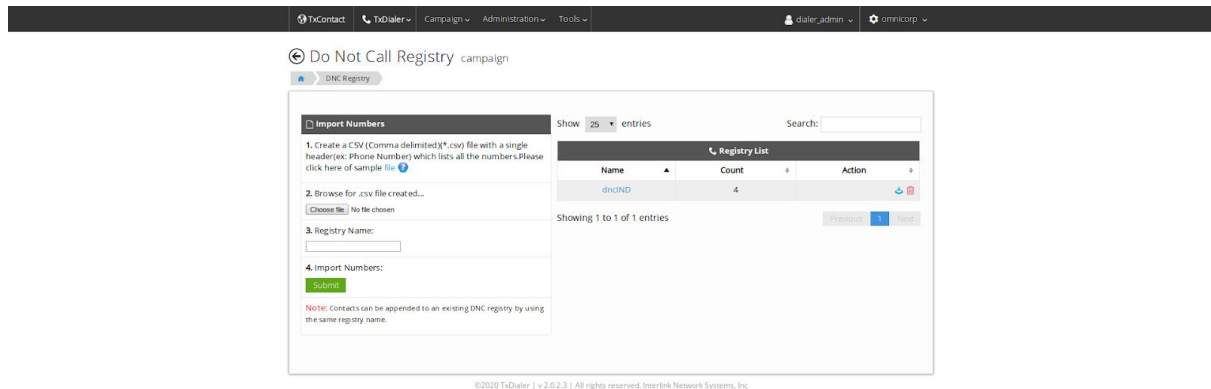 TxContact TxDialer Campaign Administration Tools dialer_admin omnicorp
Do Not Call Registry campaign
DNC Registry
Import Numbers
1. Create a CSV (Comma delimited)(*.csv) file with a single
header(ex: Phone Number) which lists all the numbers.Please
click here of sample file ?
2. Browse for .csv file created...
Choose file No file chosen
3. Registry Name:
4. Import Numbers:
Submit
Note: Contacts can be appended to an existing DNC registry by using
the same registry name.
Show 25 entries Search:
Registry List
Name Count Action
dncIND 4
Showing 1 to 1 of 1 entries Previous 1 Next
©2020 TxDialer | v 2.0.2.3 | All rights reserved. Interlink Network Systems, Inc